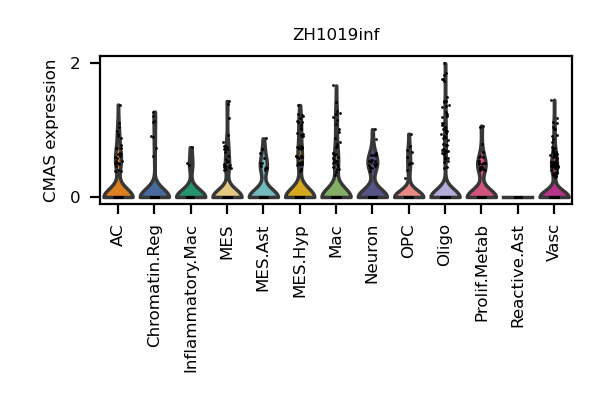 ZH1019inf
CMAS expression
2
0
AC
Chromatin.Reg
Inflammatory.Mac
MES
MES.Ast
MES.Hyp
Mac
Neuron
OPC
Oligo
Prolif.Metab
Reactive.Ast
Vasc